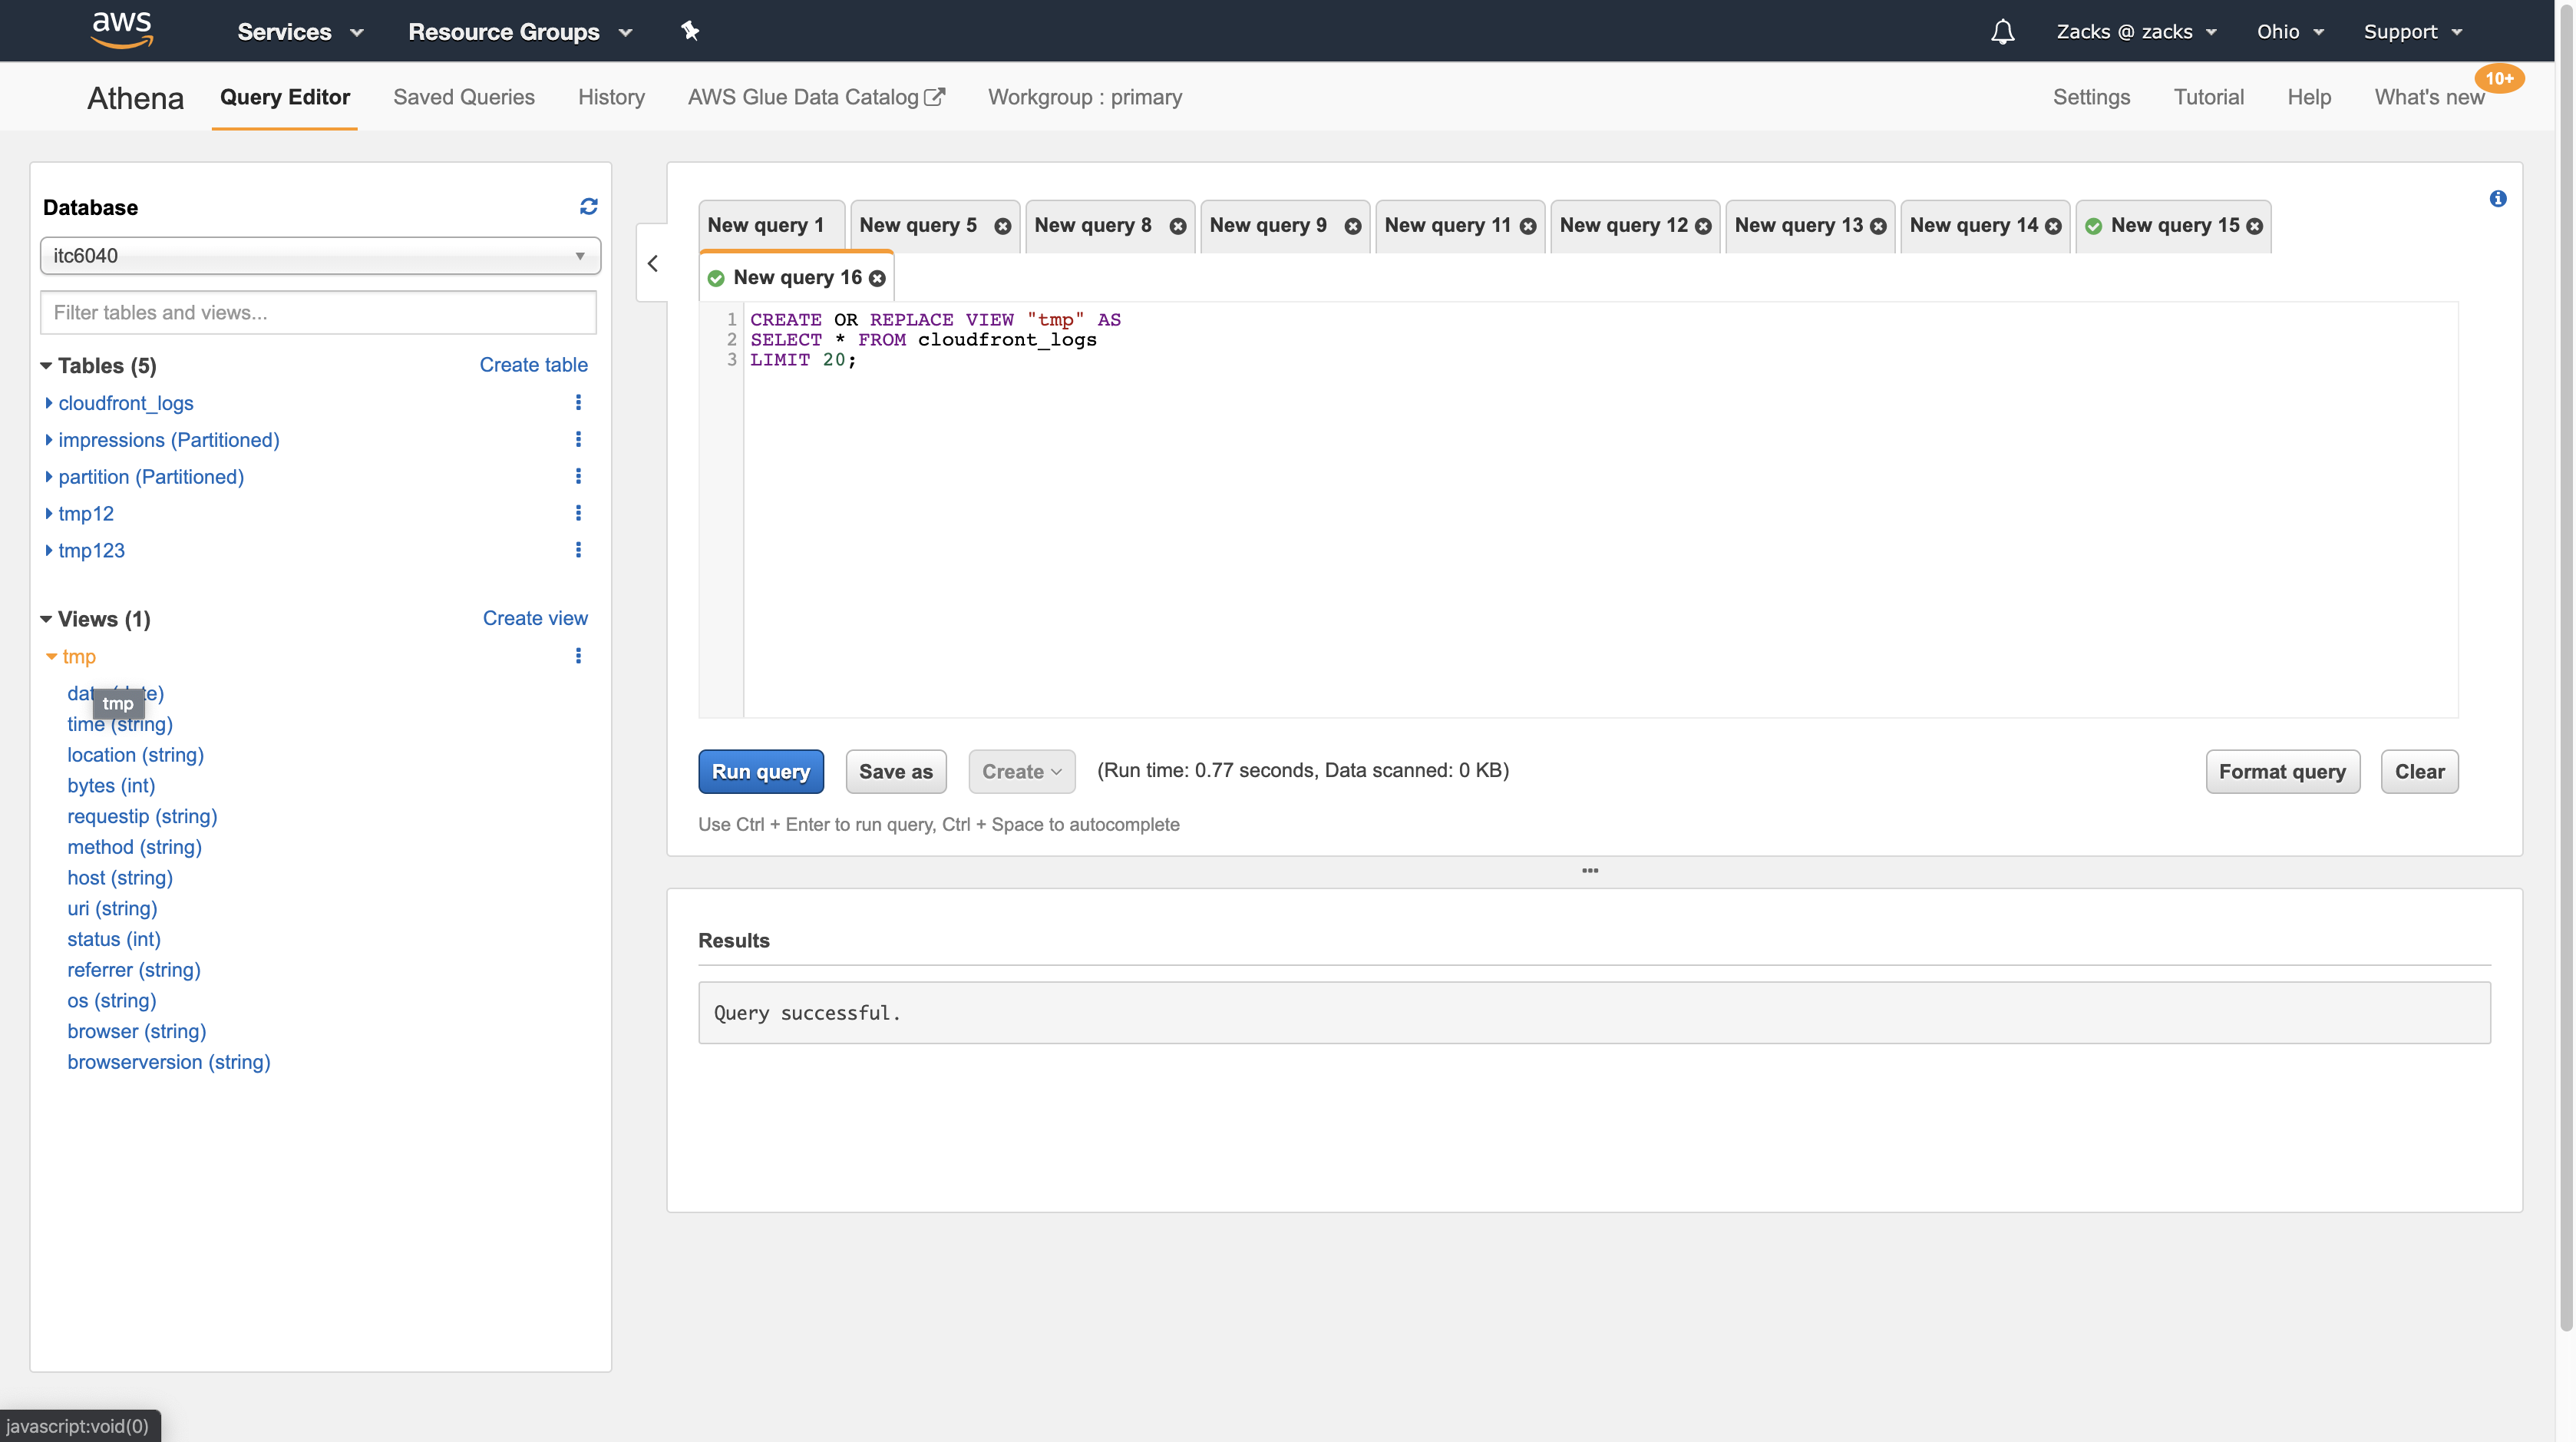 aws Services Resource Groups Zacks @ zacks Ohio Support
Athena Query Editor Saved Queries History AWS Glue Data Catalog Workgroup : primary Settings Tutorial Help What's new 10+
Database
itc6040
Filter tables and views...
Tables (5) Create table
cloudfront_logs
impressions (Partitioned)
partition (Partitioned)
tmp12
tmp123
Views (1) Create view
tmp
tmp
time (string)
location (string)
bytes (int)
requestip (string)
method (string)
host (string)
uri (string)
status (int)
referrer (string)
os (string)
browser (string)
browserversion (string)
New query 1 New query 5 New query 8 New query 9 New query 11 New query 12 New query 13 New query 14 New query 15
New query 16
1 CREATE OR REPLACE VIEW "tmp" AS
2 SELECT * FROM cloudfront_logs
3 LIMIT 20;
Run query Save as Create (Run time: 0.77 seconds, Data scanned: 0 KB) Format query Clear
Use Ctrl + Enter to run query, Ctrl + Space to autocomplete
Results
Query successful.
javascript:void(0)